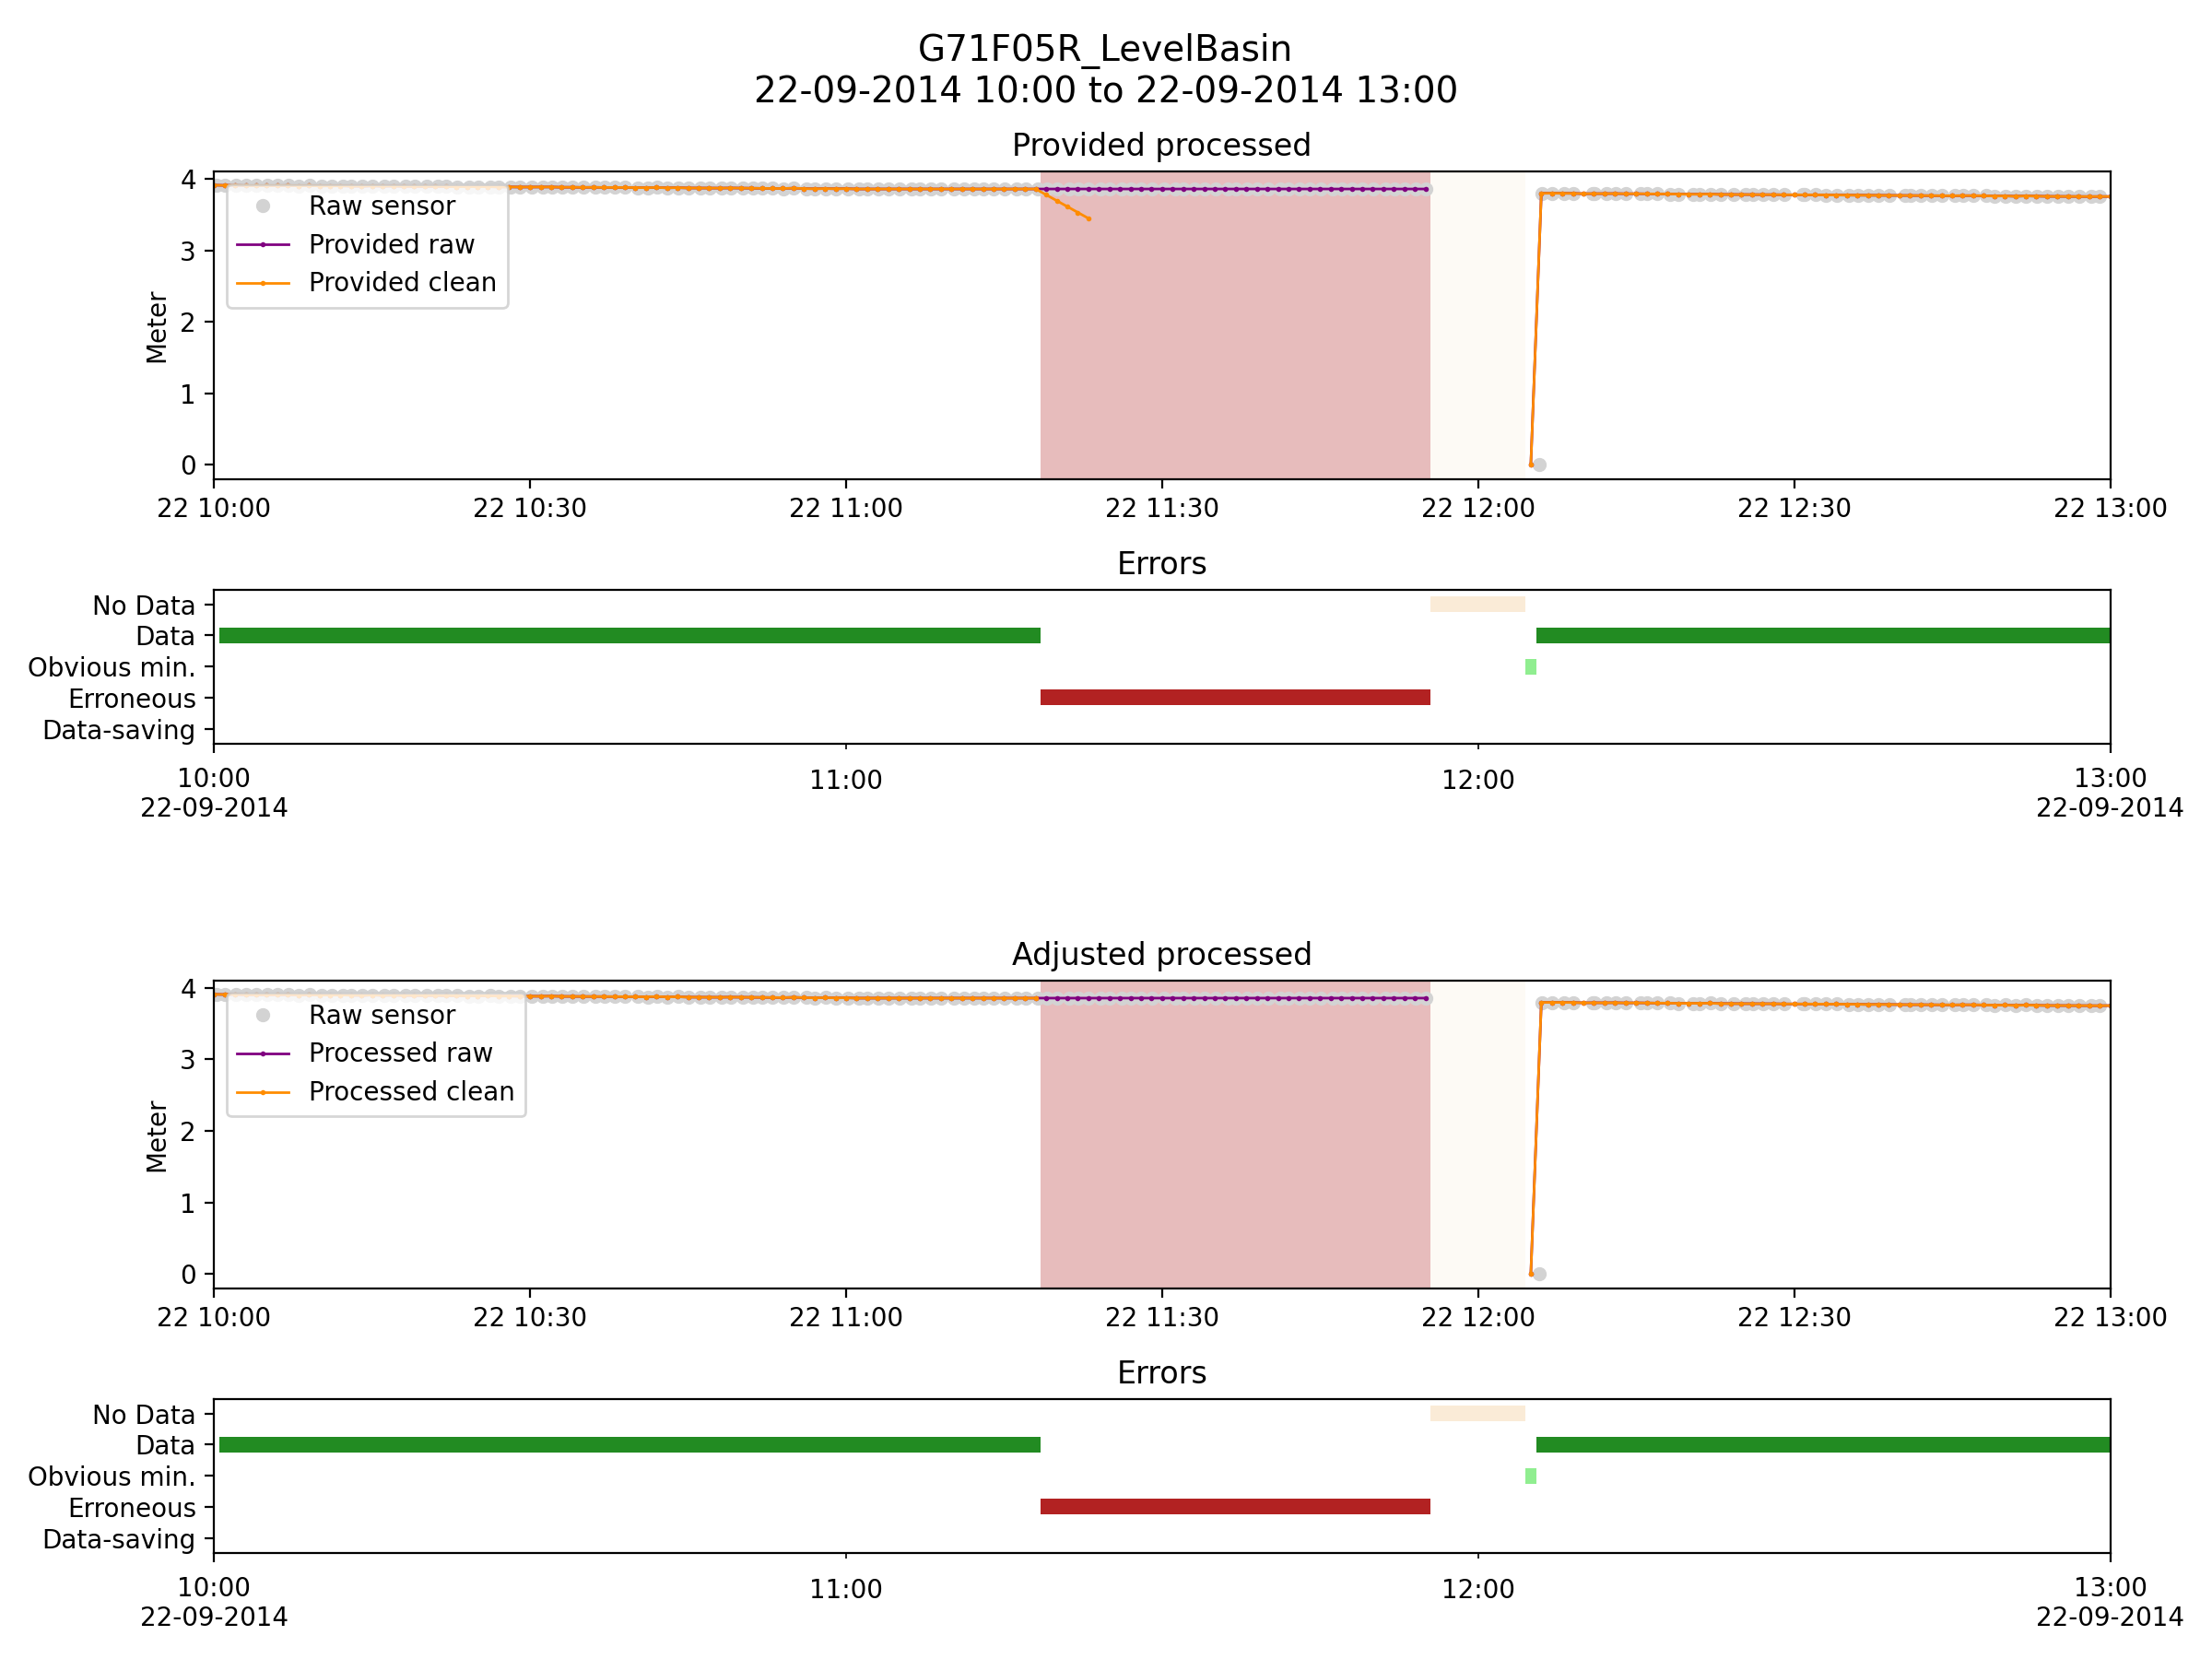 G71F05R_LevelBasin
22-09-2014 10:00 to 22-09-2014 13:00
Provided processed
Meter
4
3
2
1
0
Raw sensor
Provided raw
Provided clean
22 10:00 22 10:30 22 11:00 22 11:30 22 12:00 22 12:30 22 13:00
Errors
No Data
Data
Obvious min.
Erroneous
Data-saving
10:00 11:00 12:00 13:00
22-09-2014 22-09-2014
Adjusted processed
Meter
4
3
2
1
0
Raw sensor
Processed raw
Processed clean
22 10:00 22 10:30 22 11:00 22 11:30 22 12:00 22 12:30 22 13:00
Errors
No Data
Data
Obvious min.
Erroneous
Data-saving
10:00 11:00 12:00 13:00
22-09-2014 22-09-2014